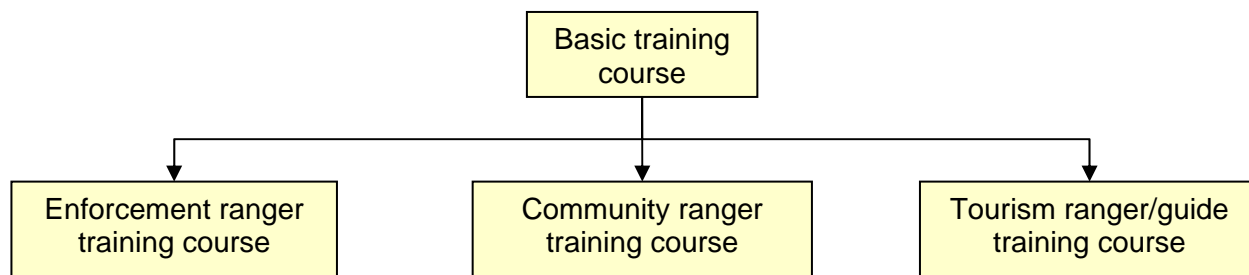 Basic training
course
Enforcement ranger
training course
Community ranger
training course
Tourism ranger/guide
training course